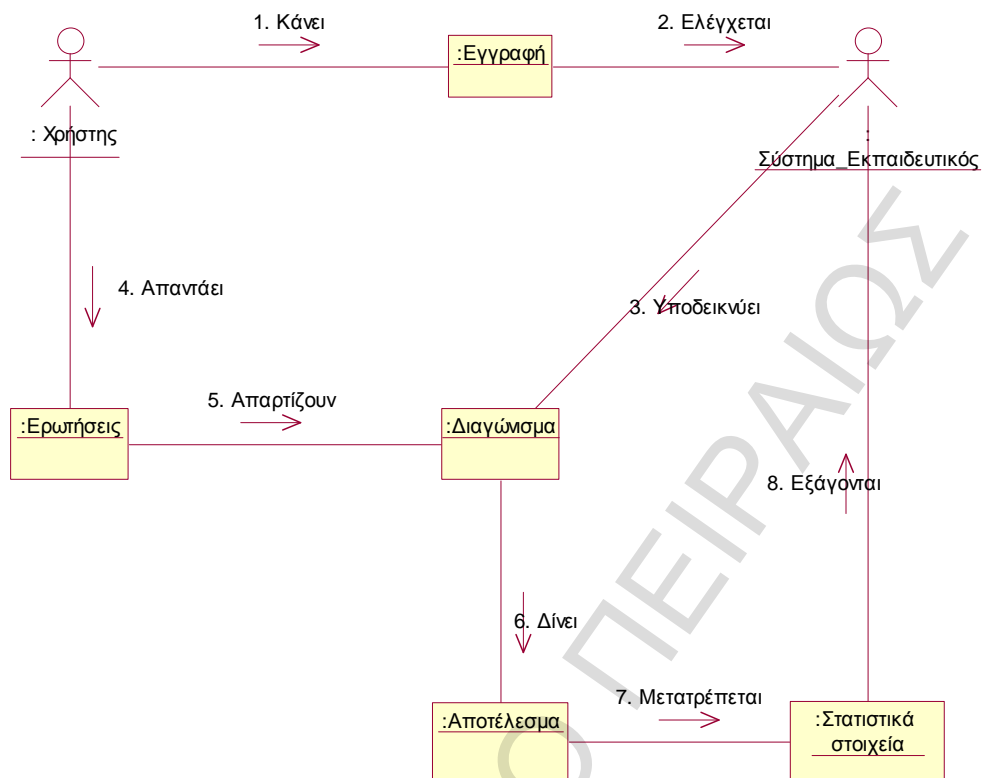 1. Κάνει
2. Ελέγχεται
:Εγγραφή
: Χρήστης
:
Σύστημα_Εκπαιδευτικός
4. Απαντάει
3. Υποδεικνύει
5. Απαρτίζουν
:Ερωτήσεις
:Διαγώνισμα
8. Εξάγονται
6. Δίνει
7. Μετατρέπεται
:Αποτέλεσμα
:Στατιστικά
στοιχεία
Ο ΠΕΙΡΑΙΩΣ